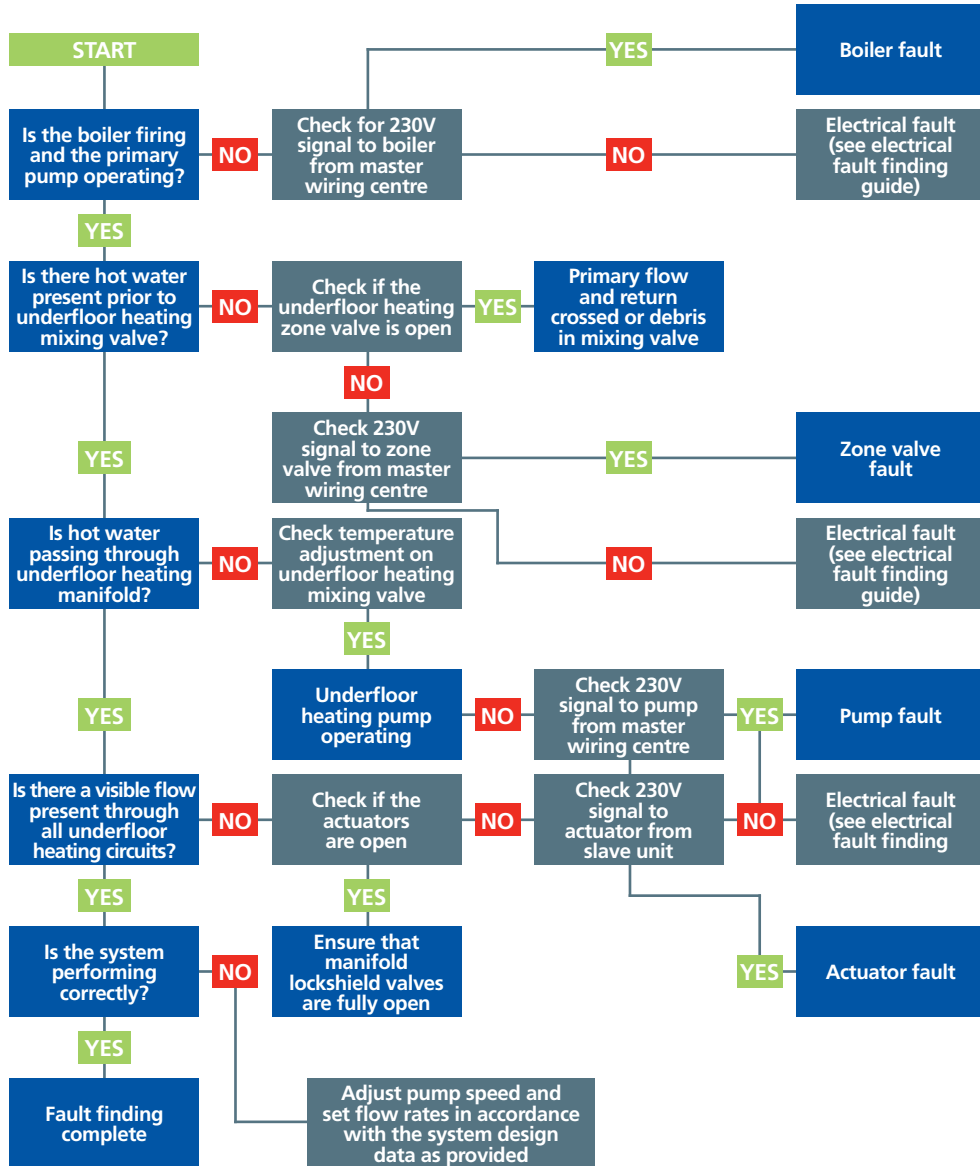 START
YES
Boiler fault
Is the boiler firing
and the primary
pump operating?
NO
Check for 230V
signal to boiler
from master
wiring centre
NO
Electrical fault
(see electrical
fault finding
guide)
YES
Is there hot water
present prior to
underfloor heating
mixing valve?
NO
Check if the
underfloor heating
zone valve is open
YES
Primary flow
and return
crossed or debris
in mixing valve
NO
YES
Check 230V
signal to zone
valve from master
wiring centre
YES
Zone valve
fault
Is hot water
passing through
underfloor heating
manifold?
NO
Check temperature
adjustment on
underfloor heating
mixing valve
NO
Electrical fault
(see electrical
fault finding
guide)
YES
YES
Underfloor
heating pump
operating
NO
Check 230V
signal to pump
from master
wiring centre
YES
Pump fault
Is there a visible flow
present through
all underfloor
heating circuits?
NO
Check if the
actuators
are open
NO
Check 230V
signal to
actuator from
slave unit
NO
Electrical fault
(see electrical
fault finding
YES
YES
Is the system
performing
correctly?
NO
Ensure that
manifold
lockshield valves
are fully open
YES
Actuator fault
YES
Fault finding
complete
Adjust pump speed and
set flow rates in accordance
with the system design
data as provided